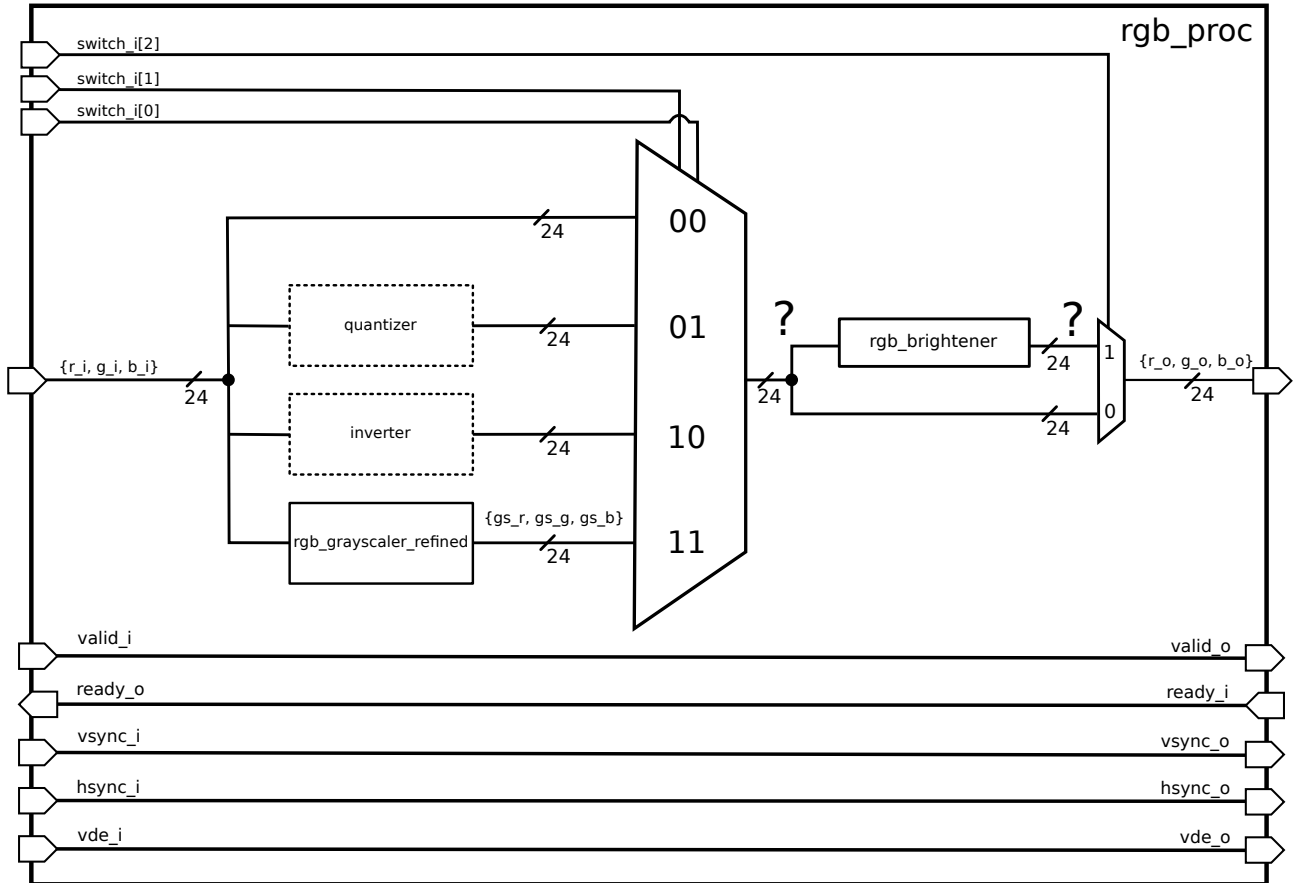 rgb_proc
switch_i[2]
switch_i[1]
switch_i[0]
00
24
quantizer
24
01
?
?
rgb_brightener
24
1
{r_i, g_i, b_i}
24
24
{r_o, g_o, b_o}
24
0
24
inverter
24
10
rgb_grayscaler_refined
{gs_r, gs_g, gs_b}
24
11
valid_i
valid_o
ready_o
ready_i
vsync_i
vsync_o
hsync_i
hsync_o
vde_i
vde_o